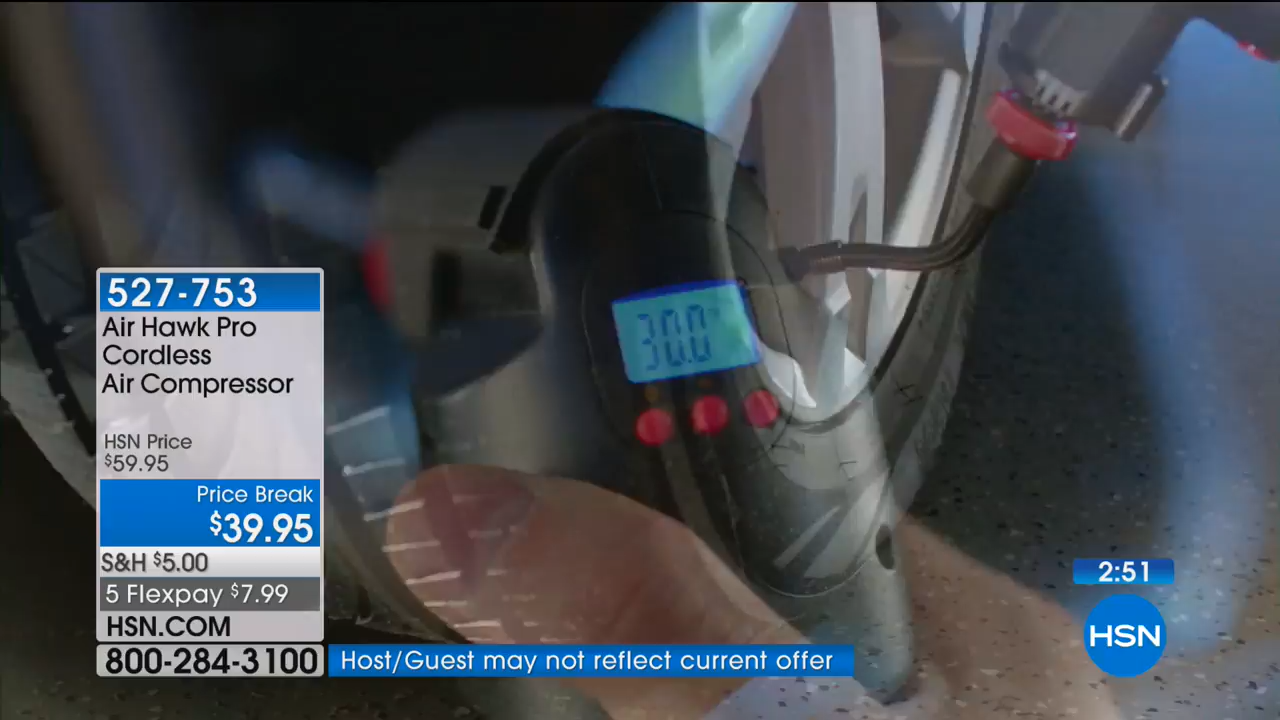 527-753
Air Hawk Pro
Cordless
Air Compressor
HSN Price
$59.95
Price Break
$39.95
S&H $5.00
5 Flexpay $7.99
HSN.COM
800-284-3100
Host/Guest may not reflect current offer
30.0
2:51
HSN